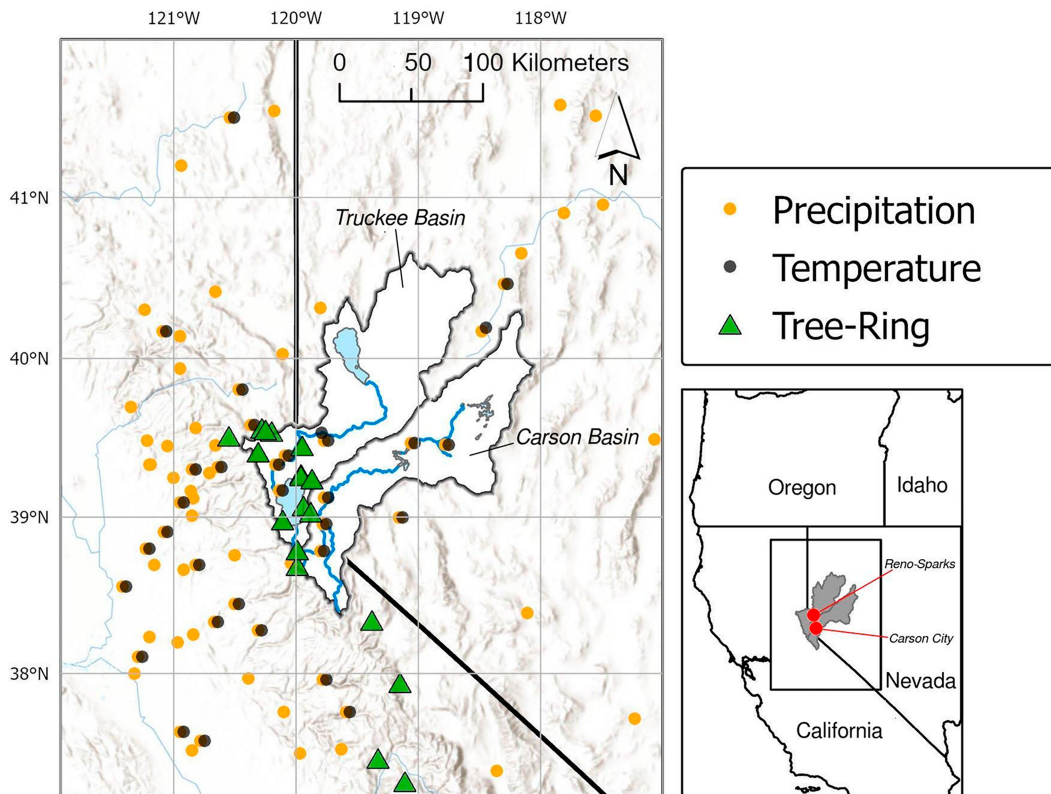 121°W 120°W 119°W 118°W
0 50 100 Kilometers
N
41°N
Truckee Basin
40°N
Carson Basin
39°N
38°N
Precipitation
Temperature
Tree-Ring
Oregon
Idaho
Reno-Sparks
Carson City
Nevada
California